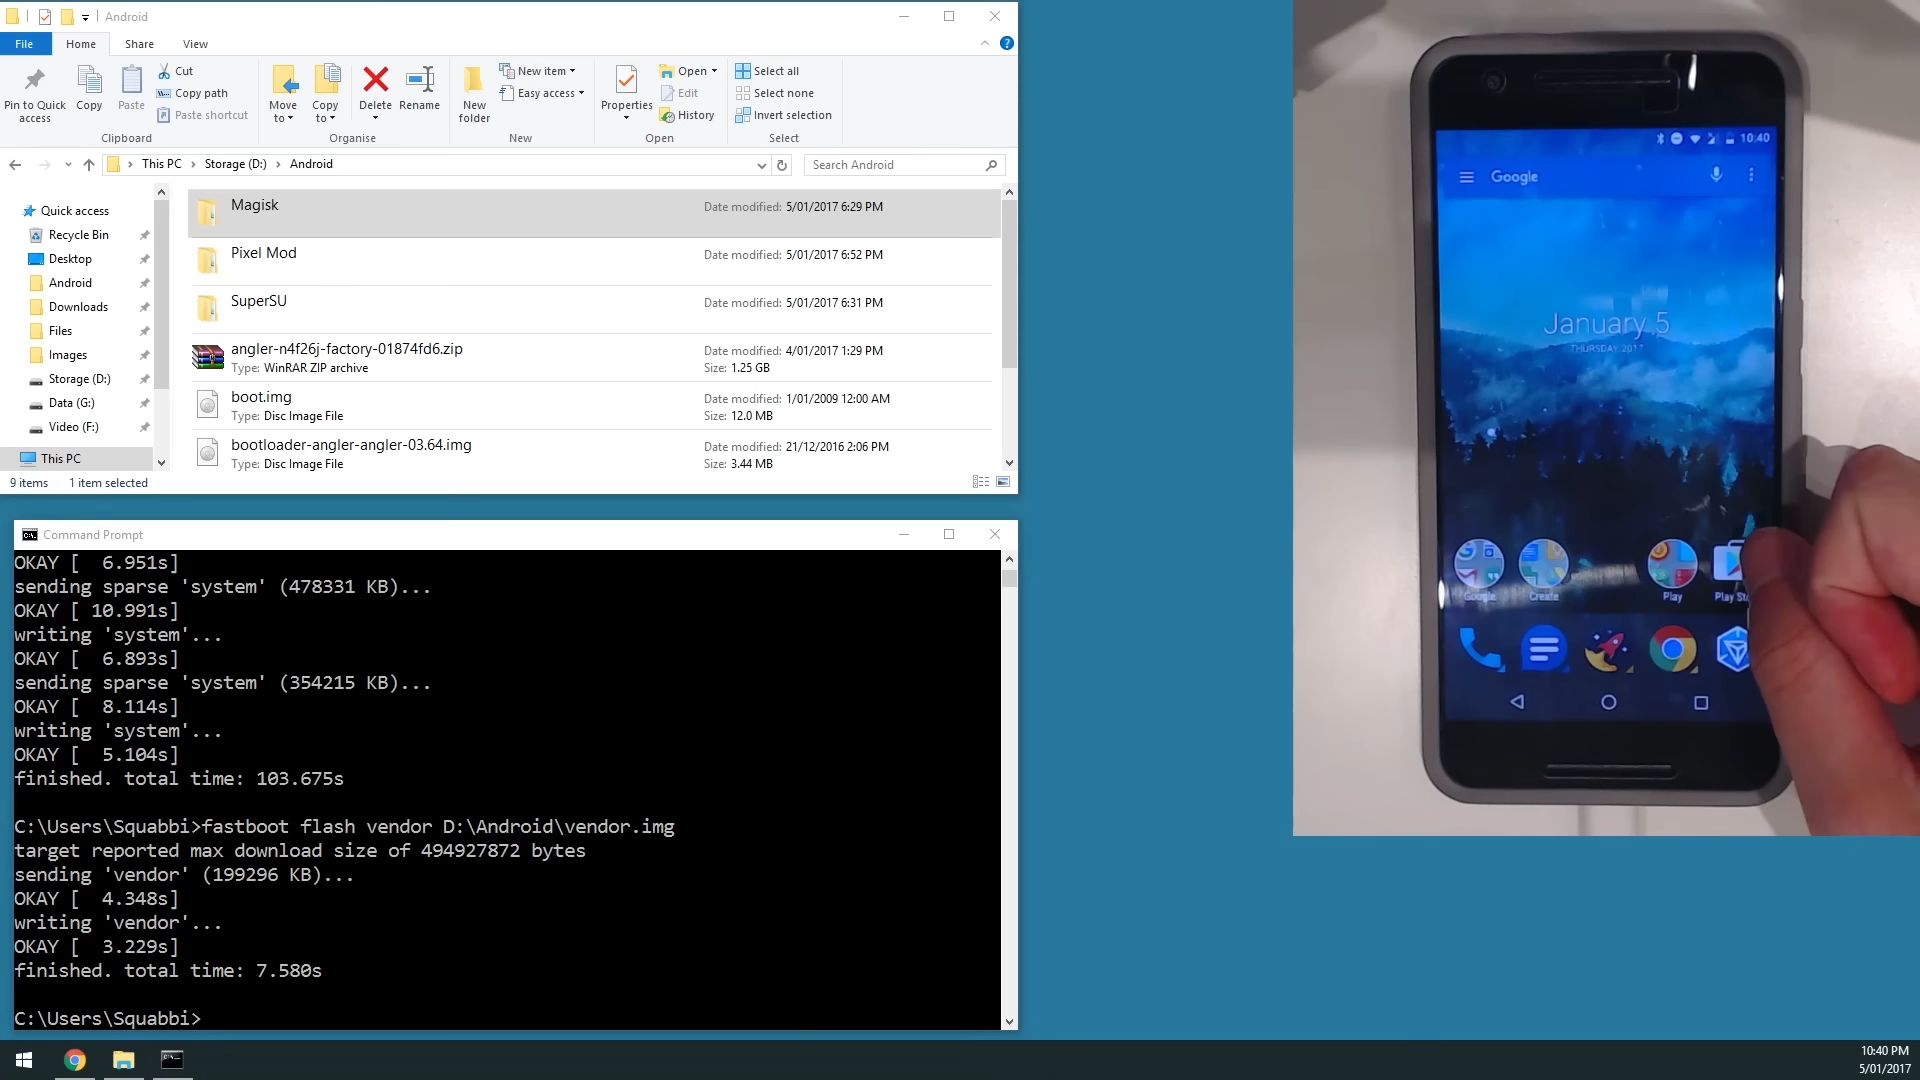 Android
File Home Share View
Pin to Quick access
Copy
Paste
Cut
Copy path
Paste shortcut
Clipboard
Move to
Copy to
Delete
Rename
Organise
New folder
New item
Easy access
New
Properties
Open
Edit
History
Open
Select all
Select none
Invert selection
Select
This PC Storage (D:) Android
Search Android
Quick access
Recycle Bin
Desktop
Android
Downloads
Files
Images
Storage (D:)
Data (G:)
Video (F:)
This PC
Magisk Date modified: 5/01/2017 6:29 PM
Pixel Mod Date modified: 5/01/2017 6:52 PM
SuperSU Date modified: 5/01/2017 6:31 PM
angler-n4f26j-factory-01874fd6.zip Date modified: 4/01/2017 1:29 PM
Type: WinRAR ZIP archive Size: 1.25 GB
boot.img Date modified: 1/01/2009 12:00 AM
Type: Disc Image File Size: 12.0 MB
bootloader-angler-angler-03.64.img Date modified: 21/12/2016 2:06 PM
Type: Disc Image File Size: 3.44 MB
9 items 1 item selected
Command Prompt
OKAY [  6.951s]
sending sparse 'system' (478331 KB)...
OKAY [ 10.991s]
writing 'system'...
OKAY [  6.893s]
sending sparse 'system' (354215 KB)...
OKAY [  8.114s]
writing 'system'...
OKAY [  5.104s]
finished. total time: 103.675s
C:\Users\Squabbi>fastboot flash vendor D:\Android\vendor.img
target reported max download size of 494927872 bytes
sending 'vendor' (199296 KB)...
OKAY [  4.348s]
writing 'vendor'...
OKAY [  3.229s]
finished. total time: 7.580s
C:\Users\Squabbi>
10:40
Google
January 5
THURSDAY 2017
Google Create Play Play St
10:40 PM
5/01/2017